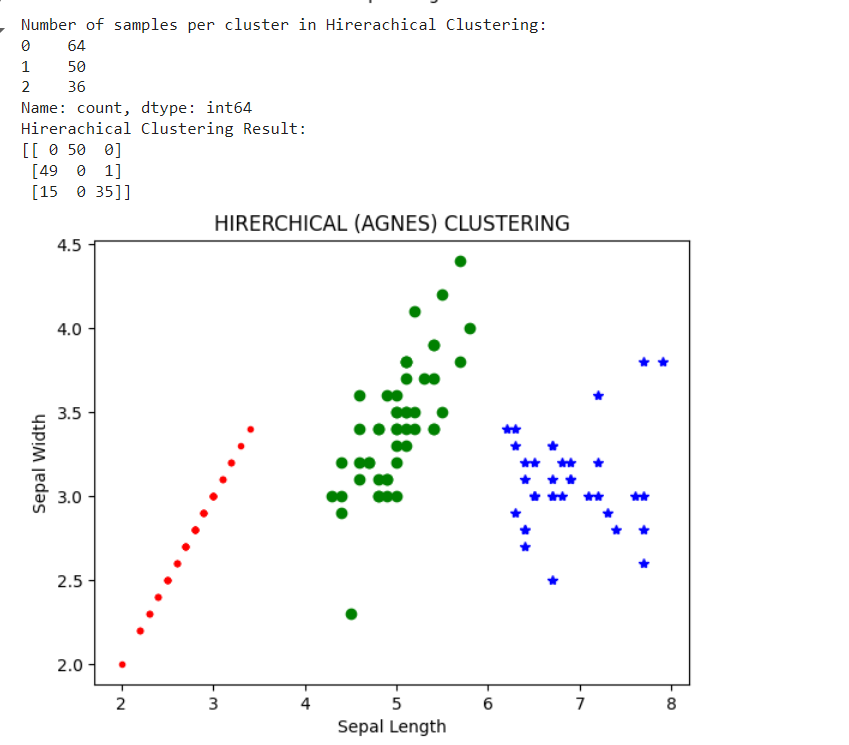 Number of samples per cluster in Hirerachical Clustering:
0    64
1    50
2    36
Name: count, dtype: int64
Hirerachical Clustering Result:
[[ 0 50  0]
 [49  0  1]
 [15  0 35]]
HIRERCHICAL (AGNES) CLUSTERING
4.5
4.0
3.5
3.0
2.5
2.0
Sepal Width
2 3 4 5 6 7 8
Sepal Length